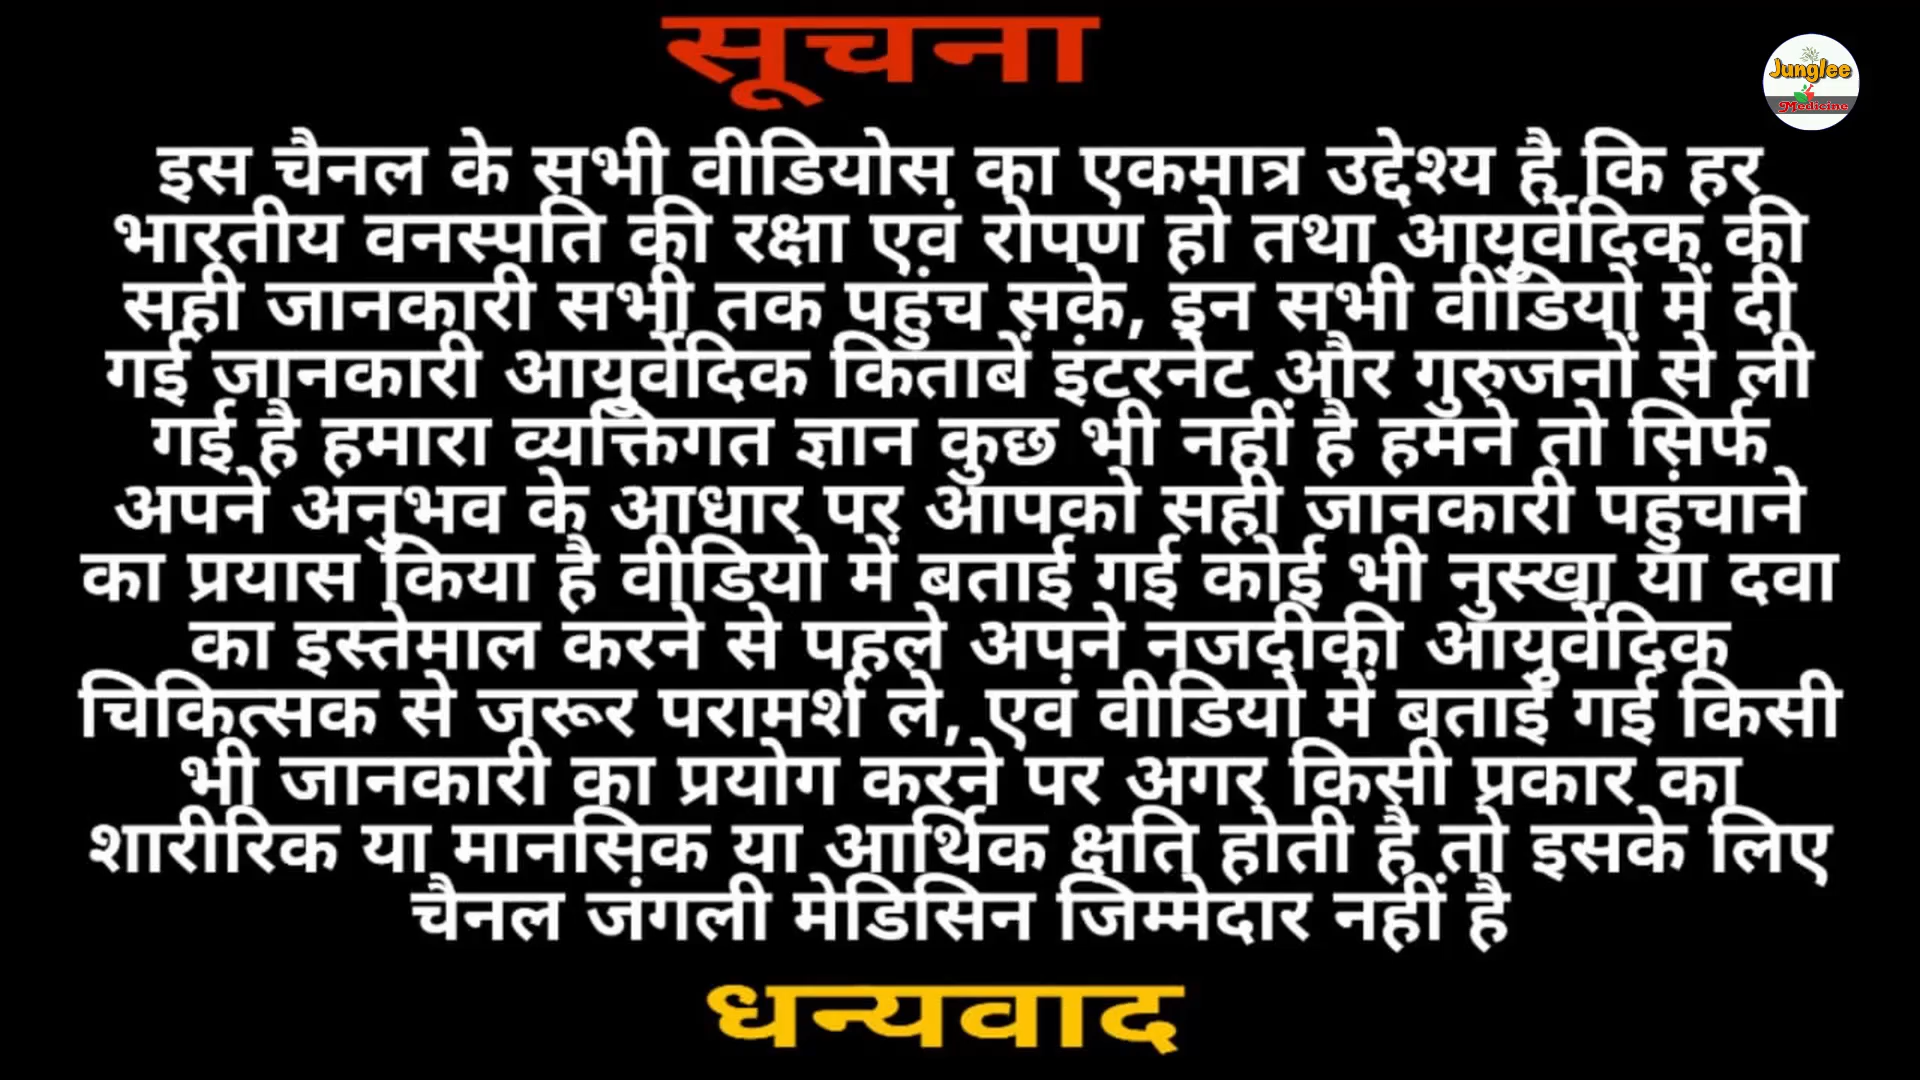 सूचना
Junglee
Medicine
इस चैनल के सभी वीडियोस का एकमात्र उद्देश्य है कि हर
भारतीय वनस्पति की रक्षा एवं रोपण हो तथा आयुर्वेदिक की
सही जानकारी सभी तक पहुंच सके, इन सभी वीडियो में दी
गई जानकारी आयुर्वेदिक किताबें इंटरनेट और गुरुजनों से ली
गई है हमारा व्यक्तिगत ज्ञान कुछ भी नहीं है हमने तो सिर्फ
अपने अनुभव के आधार पर आपको सही जानकारी पहुंचाने
का प्रयास किया है वीडियो में बताई गई कोई भी नुस्खा या दवा
का इस्तेमाल करने से पहले अपने नजदीकी आयुर्वेदिक
चिकित्सक से जरूर परामर्श ले, एवं वीडियो में बताई गई किसी
भी जानकारी का प्रयोग करने पर अगर किसी प्रकार का
शारीरिक या मानसिक या आर्थिक क्षति होती है तो इसके लिए
चैनल जंगली मेडिसिन जिम्मेदार नहीं है
धन्यवाद